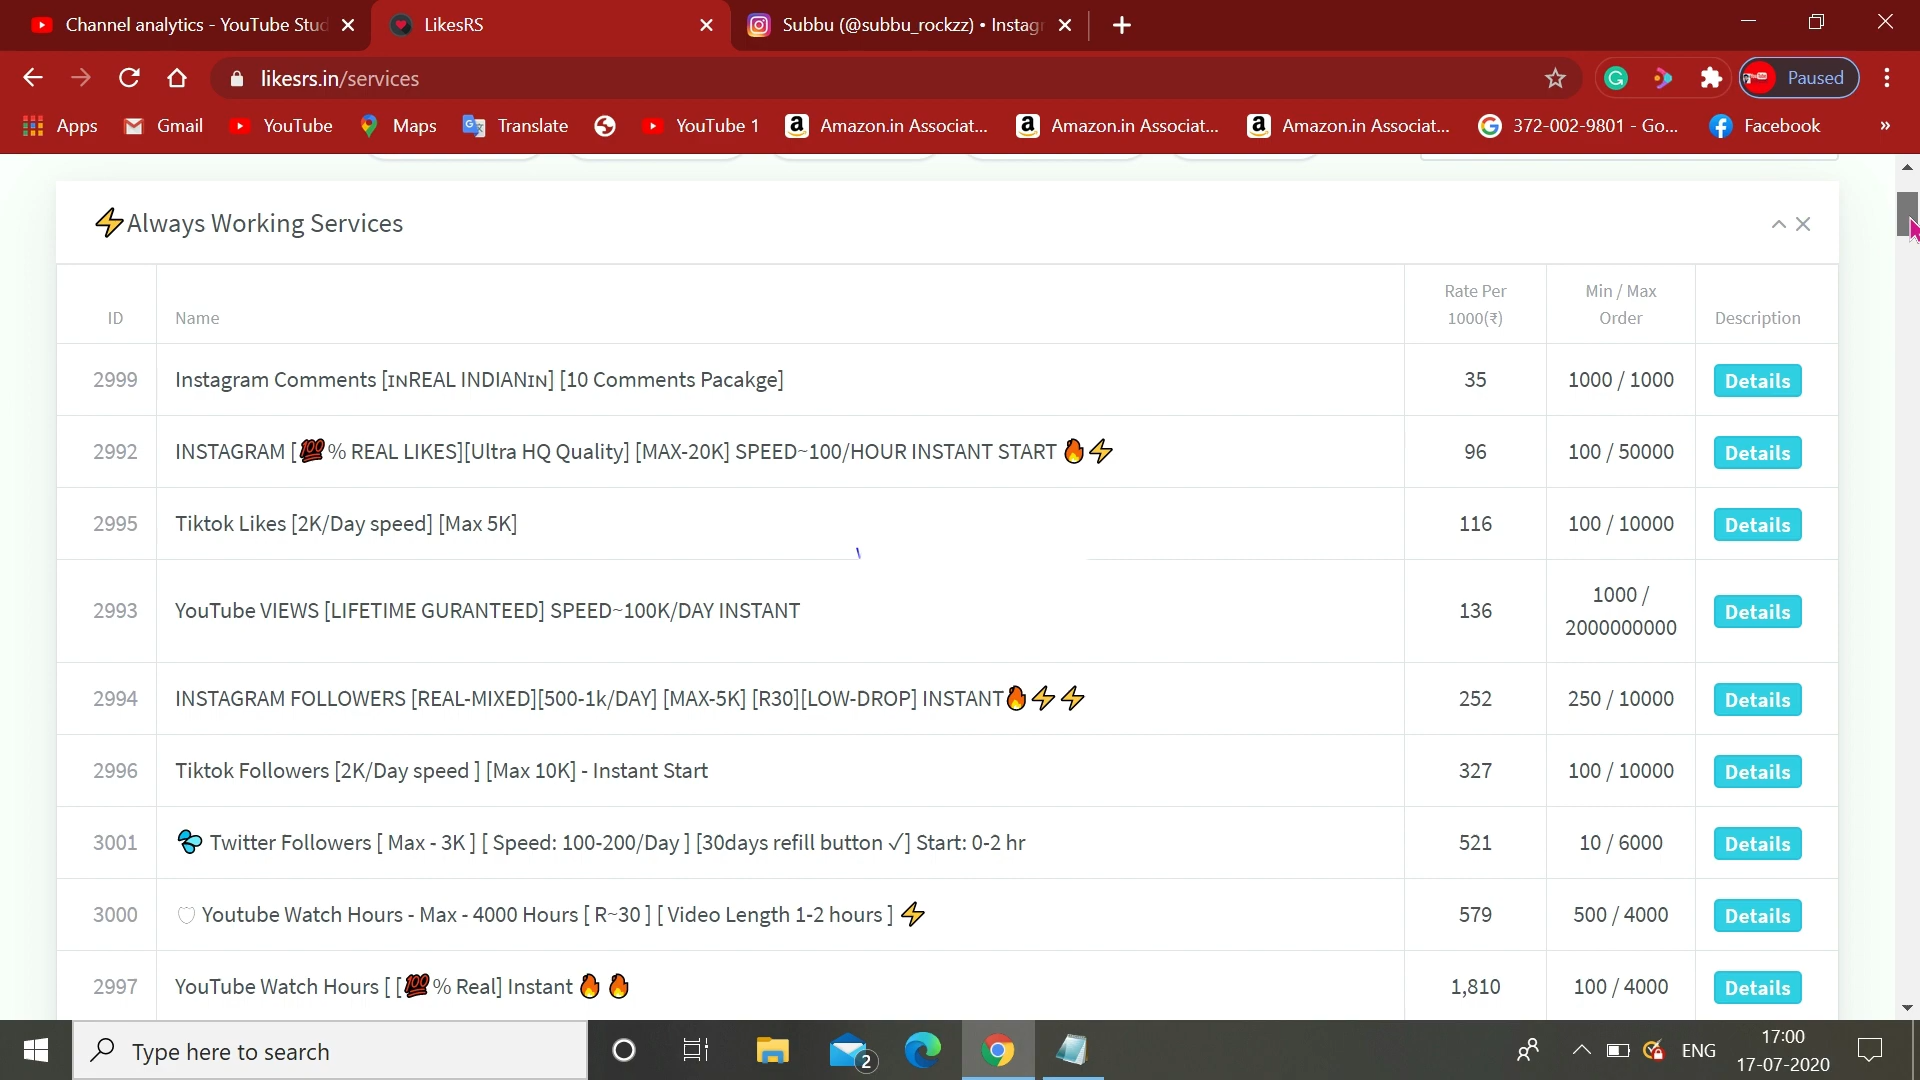 Channel analytics - YouTube Stud
LikesRS
Subbu (@subbu_rockzz) • Instagr
likesrs.in/services
Paused
Apps
Gmail
YouTube
Maps
Translate
YouTube 1
Amazon.in Associat...
Amazon.in Associat...
Amazon.in Associat...
372-002-9801 - Go...
Facebook
»
⚡Always Working Services
ID Name Rate Per 1000(₹) Min / Max Order Description
2999 Instagram Comments [ɪɴREAL INDIANɪɴ] [10 Comments Pacakge] 35 1000 / 1000 Details
2992 INSTAGRAM [💯% REAL LIKES][Ultra HQ Quality] [MAX-20K] SPEED~100/HOUR INSTANT START🔥⚡ 96 100 / 50000 Details
2995 Tiktok Likes [2K/Day speed] [Max 5K] 116 100 / 10000 Details
2993 YouTube VIEWS [LIFETIME GURANTEED] SPEED~100K/DAY INSTANT 136 1000 / 2000000000 Details
2994 INSTAGRAM FOLLOWERS [REAL-MIXED][500-1k/DAY] [MAX-5K] [R30][LOW-DROP] INSTANT🔥⚡⚡ 252 250 / 10000 Details
2996 Tiktok Followers [2K/Day speed ] [Max 10K] - Instant Start 327 100 / 10000 Details
3001 💦 Twitter Followers [ Max - 3K ] [ Speed: 100-200/Day ] [30days refill button ✓] Start: 0-2 hr 521 10 / 6000 Details
3000 Youtube Watch Hours - Max - 4000 Hours [ R~30 ] [ Video Length 1-2 hours ] ⚡ 579 500 / 4000 Details
2997 YouTube Watch Hours [ [💯% Real] Instant 🔥🔥 1,810 100 / 4000 Details
Type here to search
2
ENG
17:00
17-07-2020